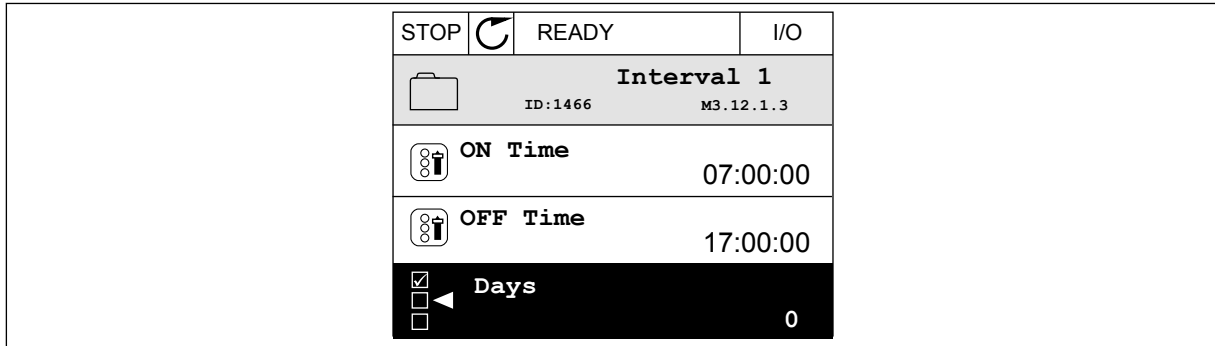 STOP READY I/O
Interval 1
ID:1466 M3.12.1.3
ON Time
07:00:00
OFF Time
17:00:00
Days
0